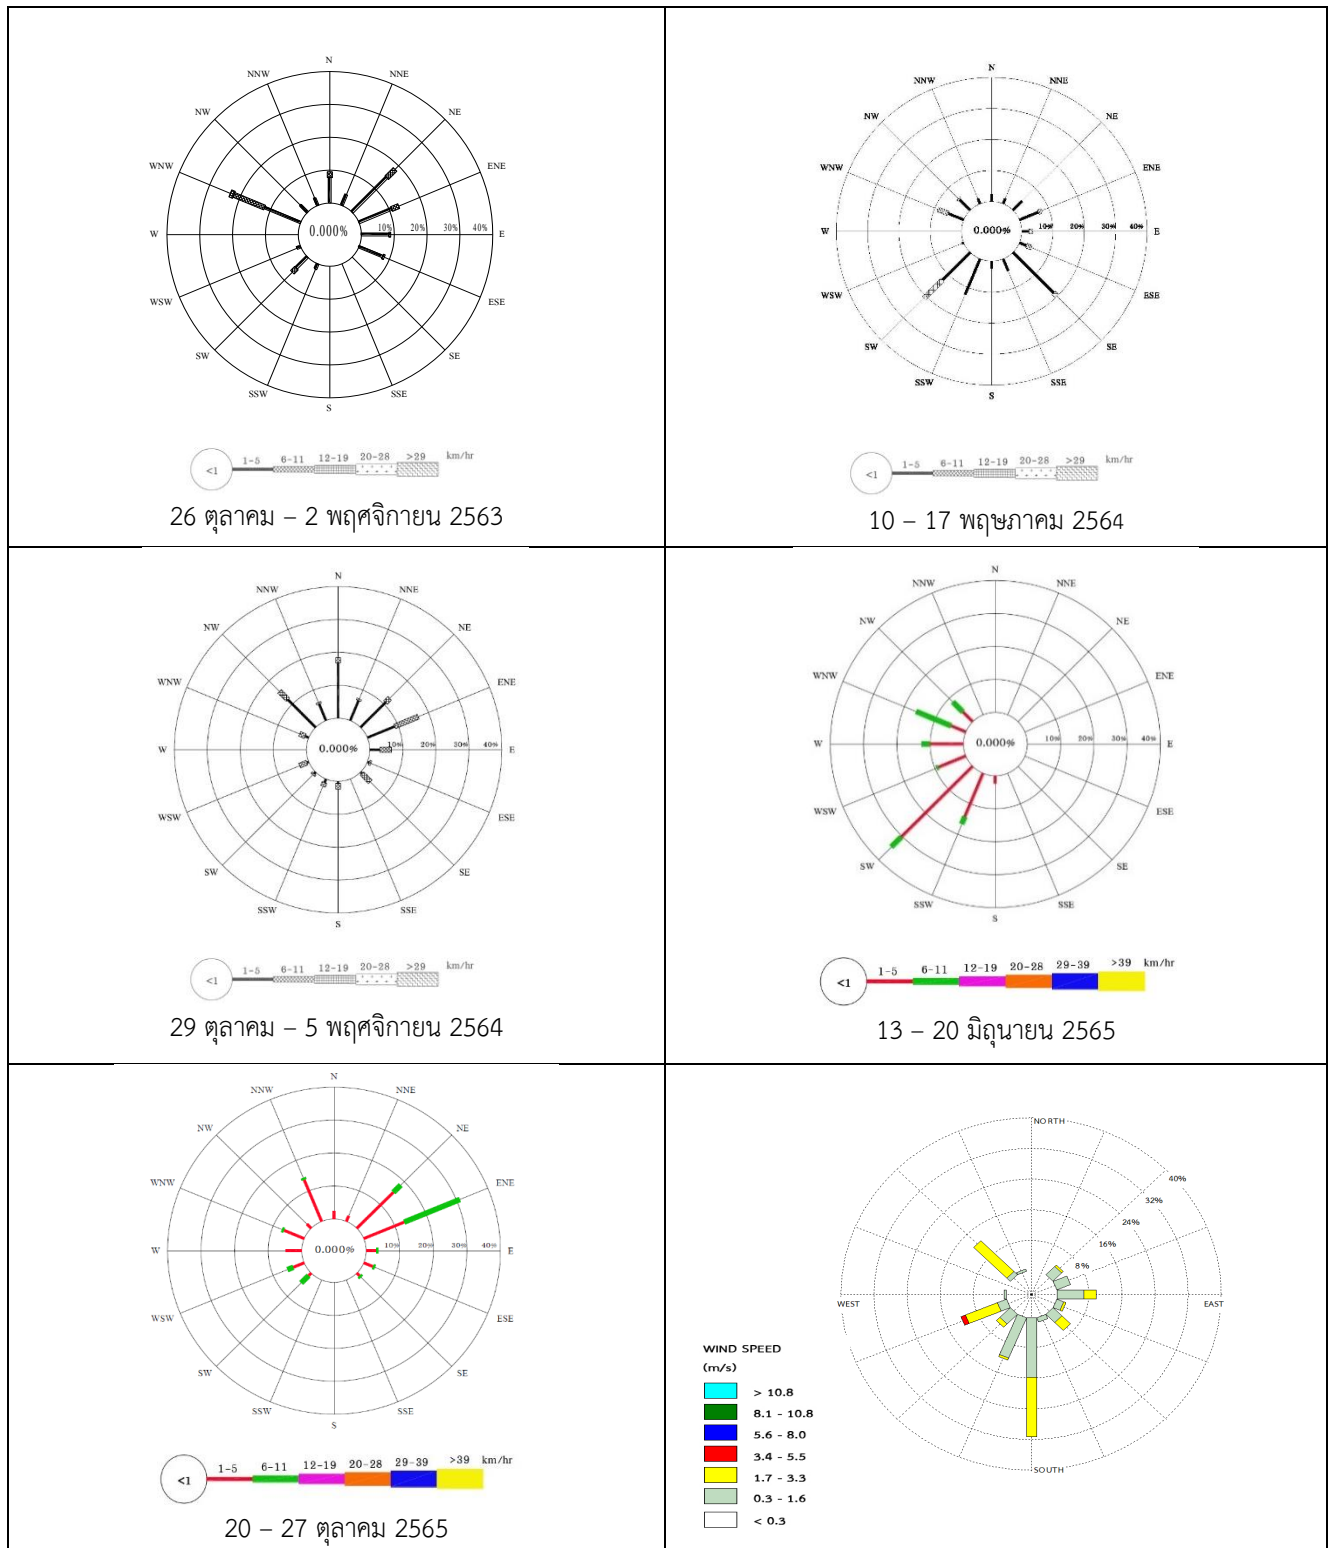 N
NNW NNE
NW NE
WNW ENE
W 0.000% 10% 20% 30% 40% E
WSW ESE
SW SE
SSW SSE
S
<1 1-5 6-11 12-19 20-28 >29 km/hr
26 ตุลาคม – 2 พฤศจิกายน 2563
N
NNW NNE
NW NE
WNW ENE
W 0.000% 10% 20% 30% 40% E
WSW ESE
SW SE
SSW SSE
S
<1 1-5 6-11 12-19 20-28 >29 km/hr
10 – 17 พฤษภาคม 2564
N
NNW NNE
NW NE
WNW ENE
W 0.000% 10% 20% 30% 40% E
WSW ESE
SW SE
SSW SSE
S
<1 1-5 6-11 12-19 20-28 >29 km/hr
29 ตุลาคม – 5 พฤศจิกายน 2564
N
NNW NNE
NW NE
WNW ENE
W 0.000% 10% 20% 30% 40% E
WSW ESE
SW SE
SSW SSE
S
<1 1-5 6-11 12-19 20-28 29-39 >39 km/hr
13 – 20 มิถุนายน 2565
N
NNW NNE
NW NE
WNW ENE
W 0.000% 10% 20% 30% 40% E
WSW ESE
SW SE
SSW SSE
S
<1 1-5 6-11 12-19 20-28 29-39 >39 km/hr
20 – 27 ตุลาคม 2565
NORTH
40%
32%
24%
16%
8%
WEST EAST
SOUTH
WIND SPEED
(m/s)
> 10.8
8.1 - 10.8
5.6 - 8.0
3.4 - 5.5
1.7 - 3.3
0.3 - 1.6
< 0.3